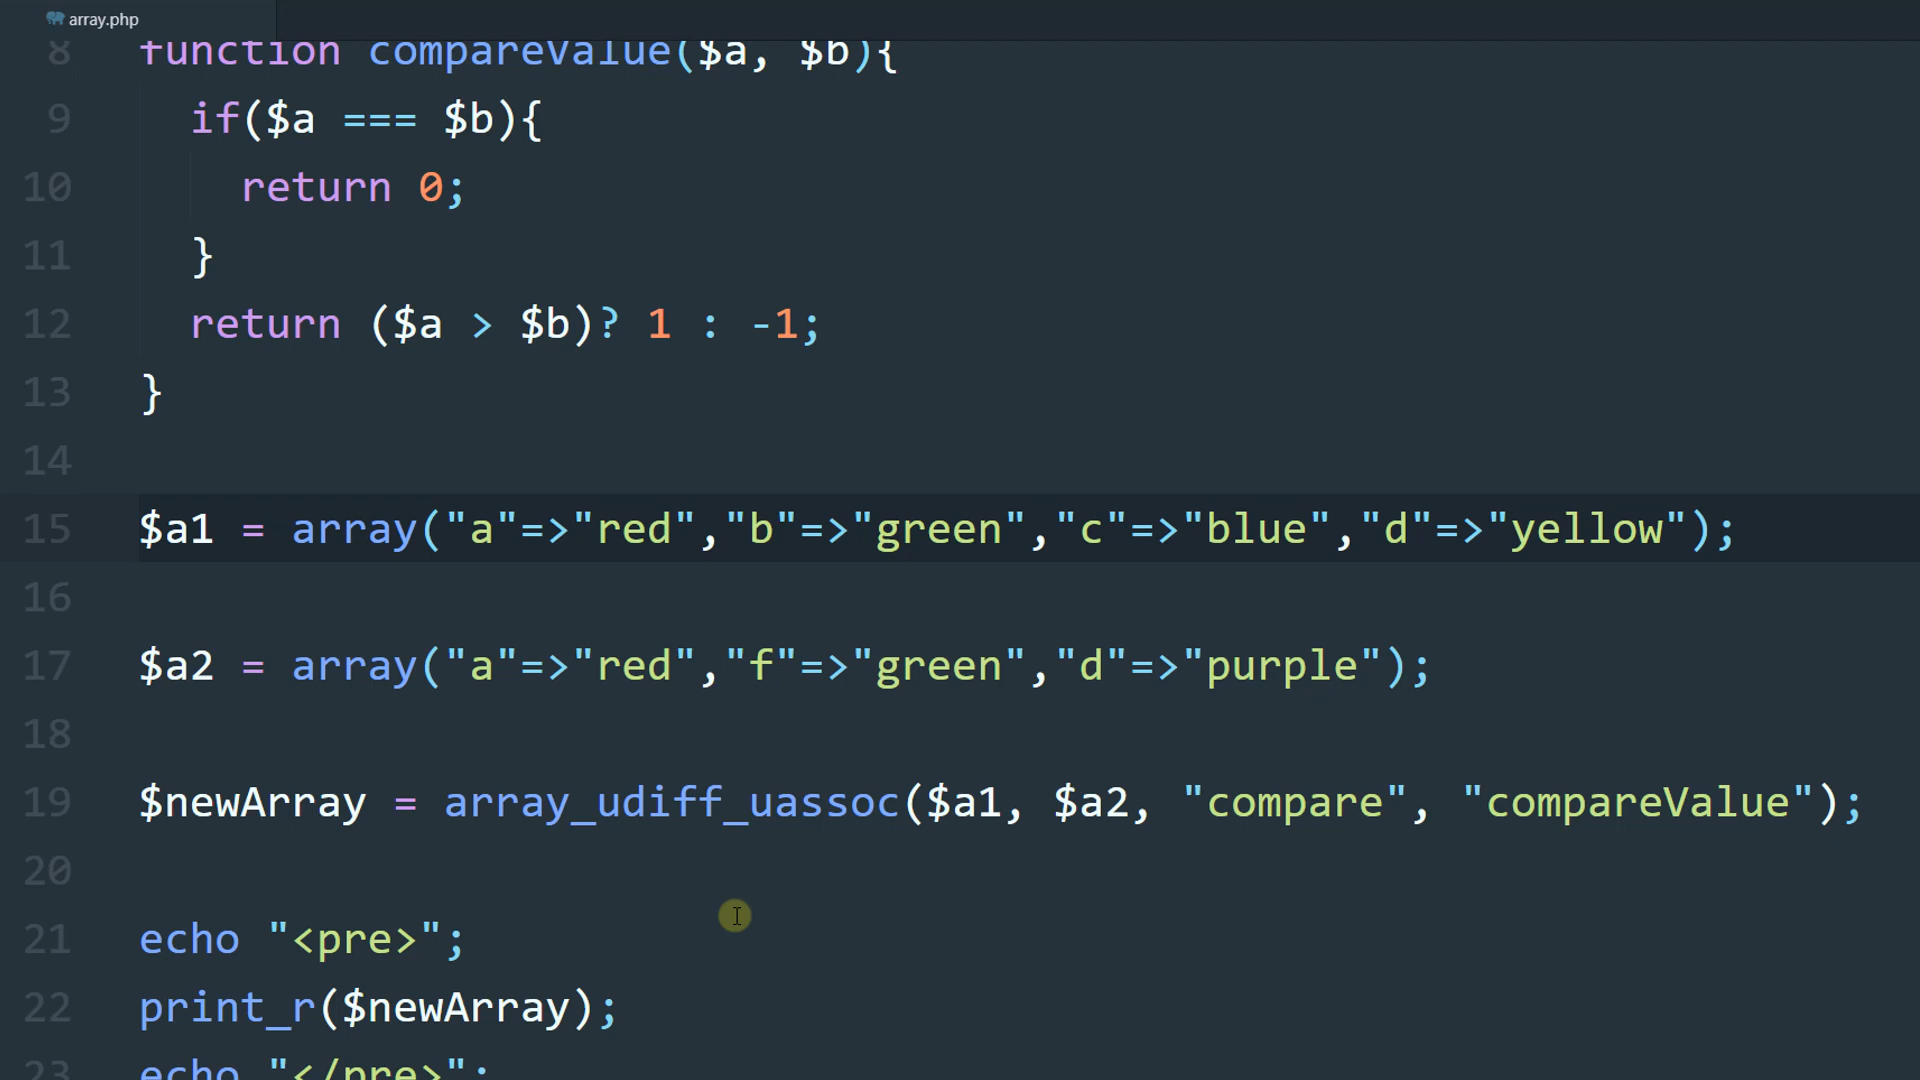 array.php
8 function compareValue($a, $b){
9 if($a === $b){
10 return 0;
11 }
12 return ($a > $b)? 1 : -1;
13 }
14
15 $a1 = array("a"=>"red","b"=>"green","c"=>"blue","d"=>"yellow");
16
17 $a2 = array("a"=>"red","f"=>"green","d"=>"purple");
18
19 $newArray = array_udiff_uassoc($a1, $a2, "compare", "compareValue");
20
21 echo "<pre>";
22 print_r($newArray);
23 echo "</pre>";